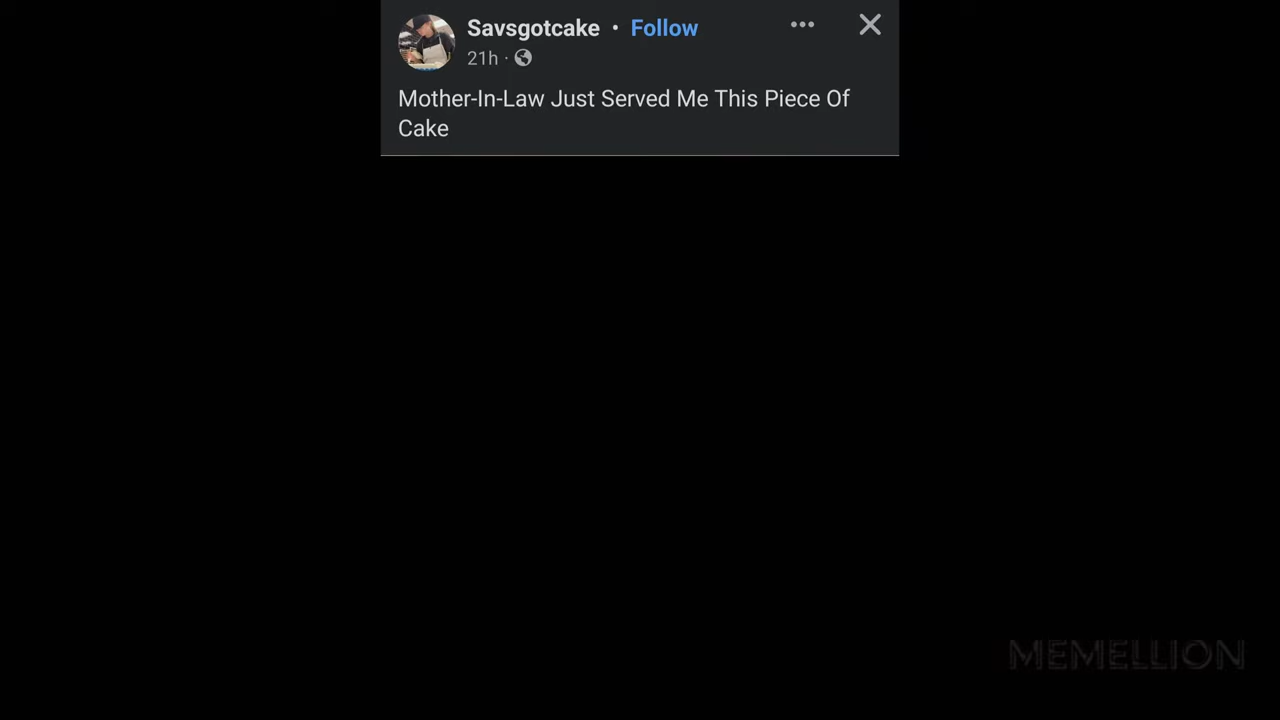 Savsgotcake • Follow
21h ·
Mother-In-Law Just Served Me This Piece Of
Cake
MEMELLION